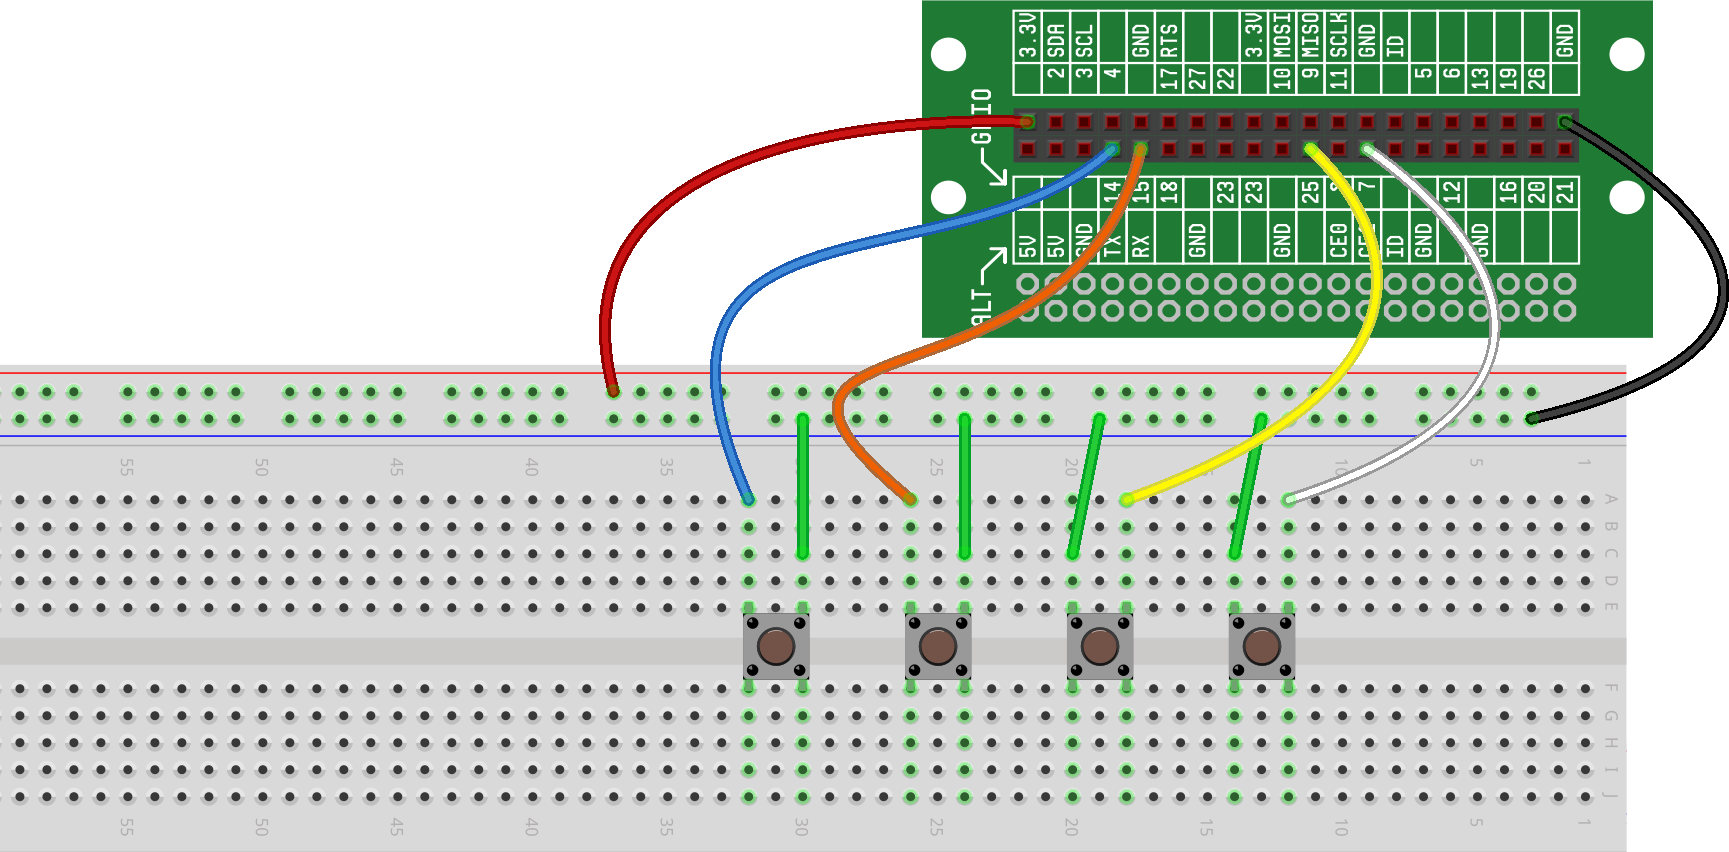 3.3V SDA SCL GND RTS 3.3V MOSI MISO SCLK GND ID GND
2 3 4 17 27 22 10 9 11 5 6 13 19 26
GPIO
14 15 18 23 23 25 8 7 12 16 20 21
5V 5V GND TX RX GND GND CE0 ID GND GND
ALT
55 50 45 40 35 25 20 10 5 1
A
B
C
D
E
F
G
H
I
J
55 50 45 40 35 30 25 20 15 10 5 1